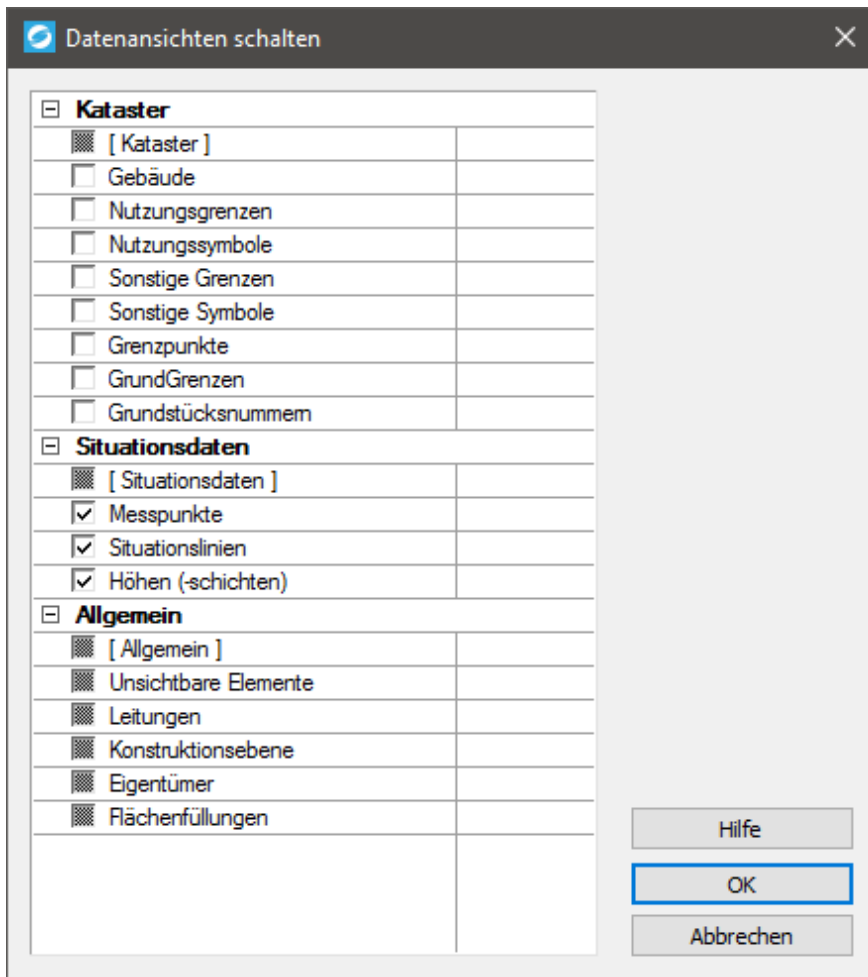 Datenansichten schalten
Kataster
[ Kataster ]
Gebäude
Nutzungsgrenzen
Nutzungssymbole
Sonstige Grenzen
Sonstige Symbole
Grenzpunkte
GrundGrenzen
Grundstücksnummern
Situationsdaten
[ Situationsdaten ]
Messpunkte
Situationslinien
Höhen (-schichten)
Allgemein
[ Allgemein ]
Unsichtbare Elemente
Leitungen
Konstruktionsebene
Eigentümer
Flächenfüllungen
Hilfe
OK
Abbrechen